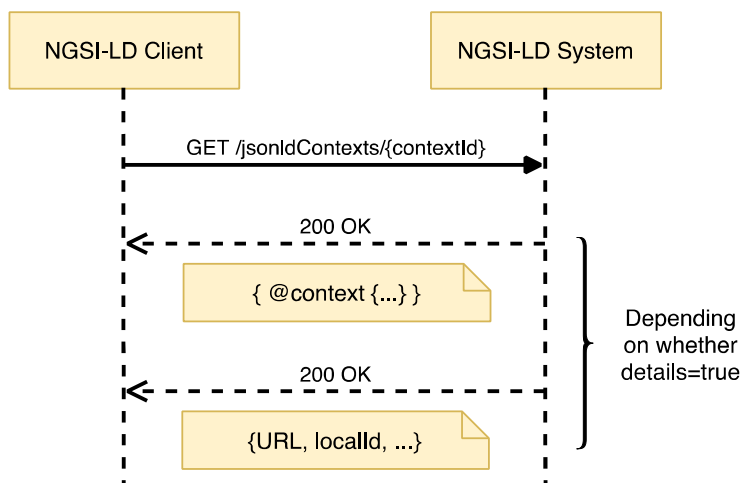 NGSI-LD Client
NGSI-LD System
GET /jsonldContexts/{contextId}
200 OK
{ @context {...} }
Depending
on whether
details=true
200 OK
{URL, localId, ...}